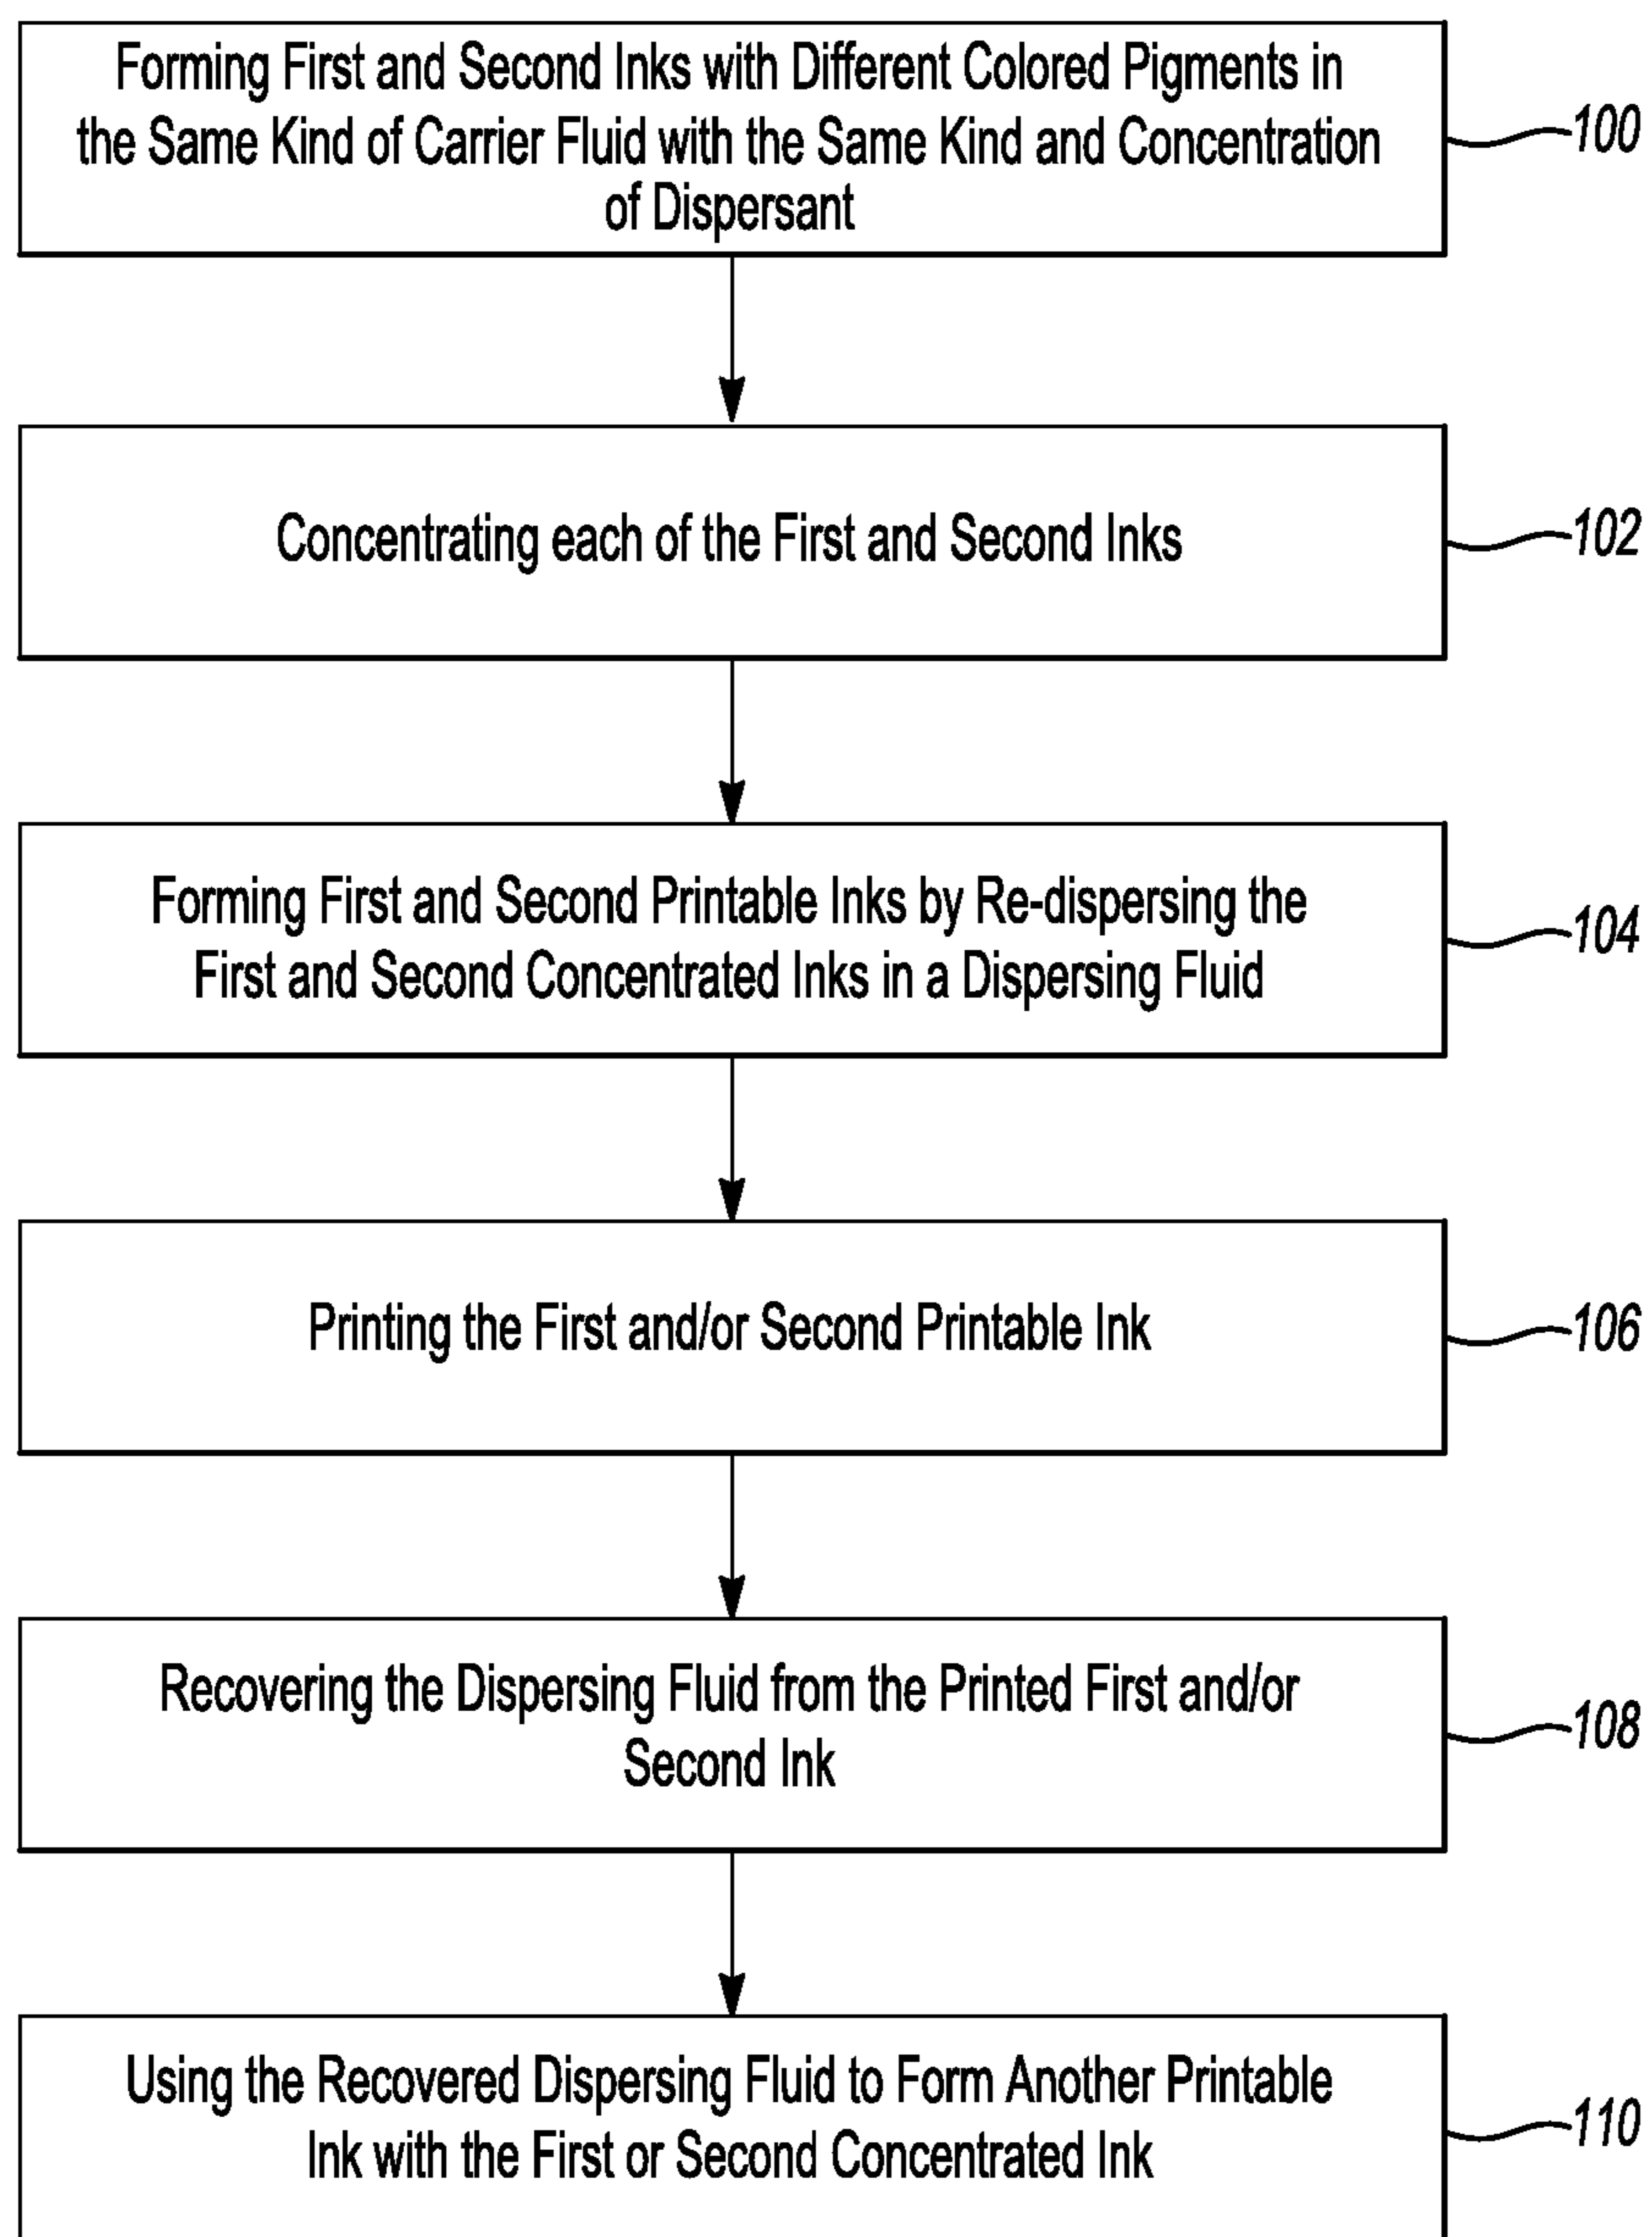 Forming First and Second Inks with Different Colored Pigments in
the Same Kind of Carrier Fluid with the Same Kind and Concentration
of Dispersant
100
Concentrating each of the First and Second Inks
102
Forming First and Second Printable Inks by Re-dispersing the
First and Second Concentrated Inks in a Dispersing Fluid
104
Printing the First and/or Second Printable Ink
106
Recovering the Dispersing Fluid from the Printed First and/or
Second Ink
108
Using the Recovered Dispersing Fluid to Form Another Printable
Ink with the First or Second Concentrated Ink
110